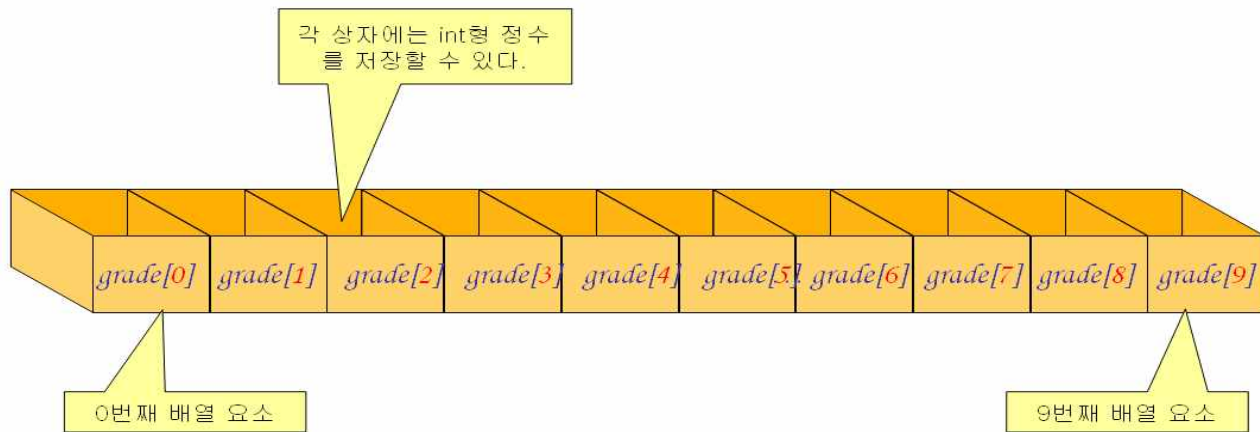 각 상자에는 int형 정수
를 저장할 수 있다.
grade[0] grade[1] grade[2] grade[3] grade[4] grade[5]. grade[6] grade[7] grade[8] grade[9]
0번째 배열 요소
9번째 배열 요소